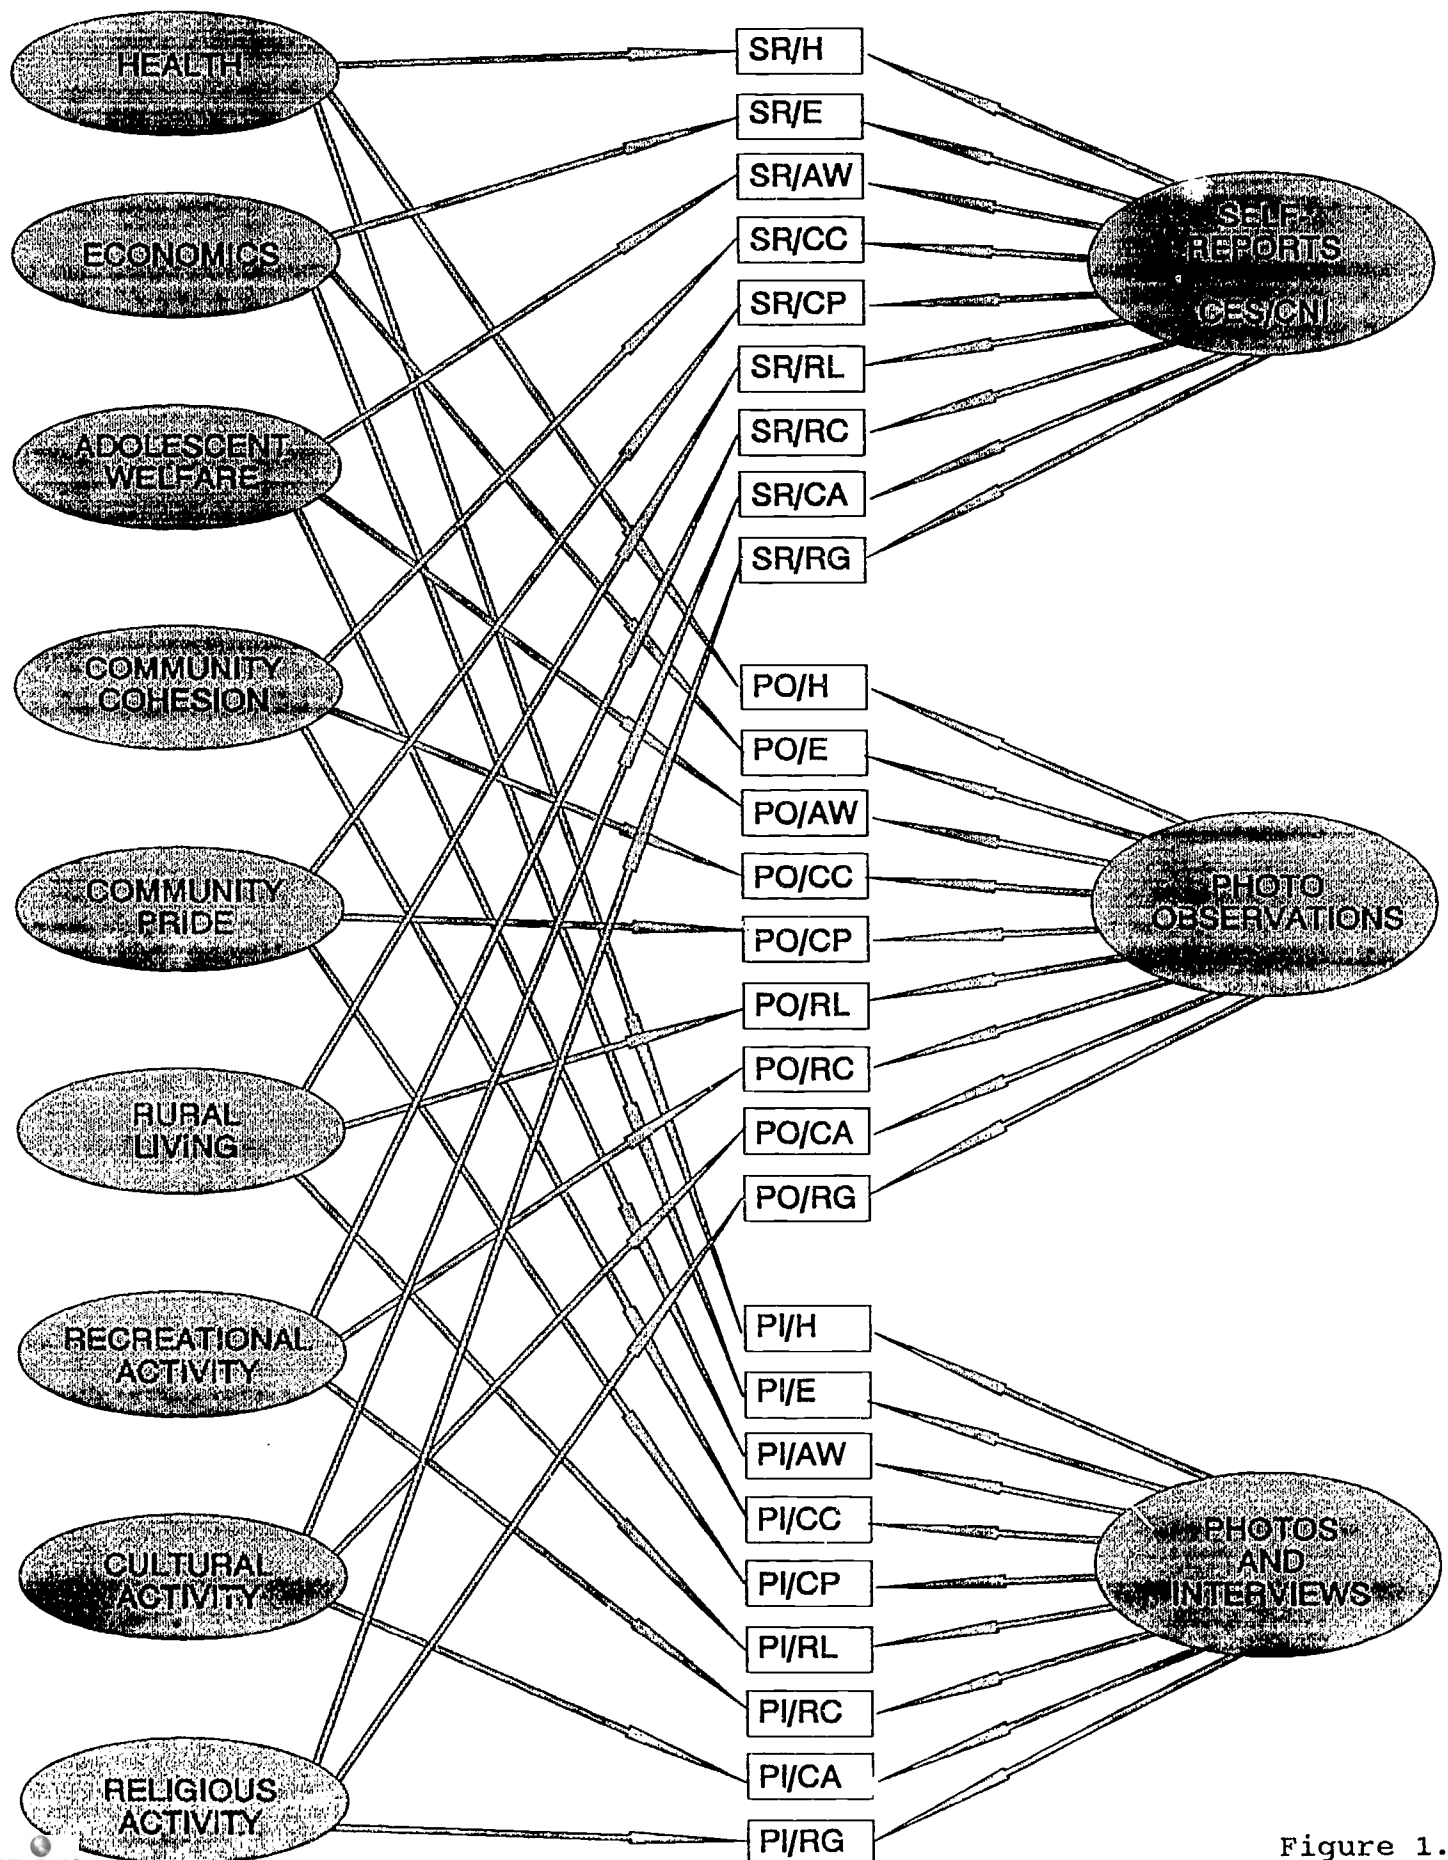 HEALTH
ECONOMICS
ADOLESCENT
WELFARE
COMMUNITY
COHESION
COMMUNITY
PRIDE
RURAL
LIVING
RECREATIONAL
ACTIVITY
CULTURAL
ACTIVITY
RELIGIOUS
ACTIVITY
SR/H
SR/E
SR/AW
SR/CC
SR/CP
SR/RL
SR/RC
SR/CA
SR/RG
PO/H
PO/E
PO/AW
PO/CC
PO/CP
PO/RL
PO/RC
PO/CA
PO/RG
PI/H
PI/E
PI/AW
PI/CC
PI/CP
PI/RL
PI/RC
PI/CA
PI/RG
SELF-
REPORTS
CES/CNI
PHOTO
OBSERVATIONS
PHOTOS
AND
INTERVIEWS
Figure 1.